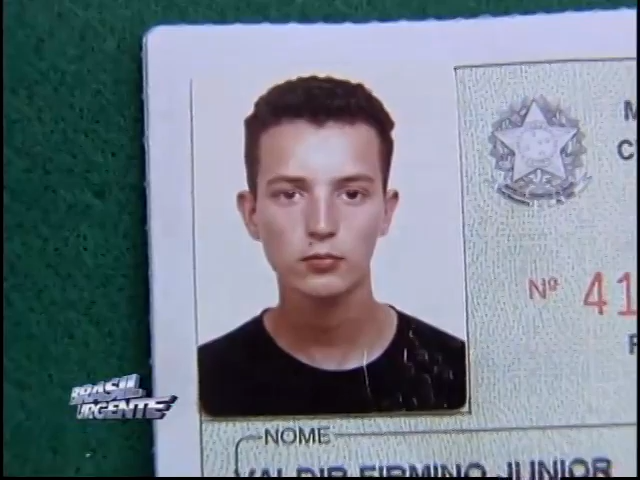 M
C
Nº 41
BRASIL
URGENTE
NOME
VALDIR FIRMINO JUNIOR